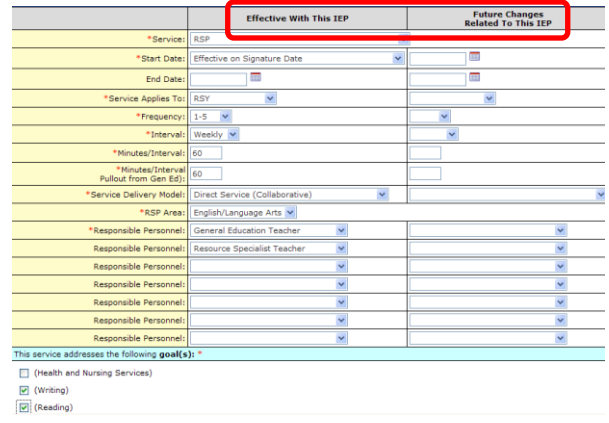 Effective With This IEP
Future Changes
Related To This IEP
*Service: RSP
*Start Date: Effective on Signature Date
End Date:
*Service Applies To: RSY
*Frequency: 1-5
*Interval: Weekly
*Minutes/Interval: 60
*Minutes/Interval
Pullout from Gen Ed): 60
*Service Delivery Model: Direct Service (Collaborative)
*RSP Area: English/Language Arts
*Responsible Personnel: General Education Teacher
Responsible Personnel: Resource Specialist Teacher
Responsible Personnel:
Responsible Personnel:
Responsible Personnel:
Responsible Personnel:
Responsible Personnel:
This service addresses the following goal(s): *
(Health and Nursing Services)
(Writing)
(Reading)